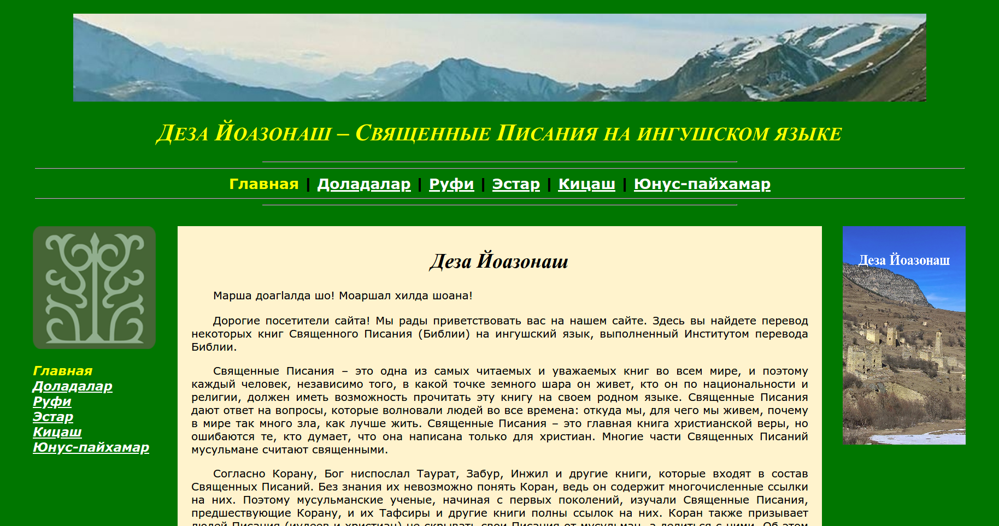 Деза Йоазонаш – Священные Писания на ингушском языке
Главная | Доладалар | Руфи | Эстар | Кицаш | Юнус-пайхамар
Главная
Доладалар
Руфи
Эстар
Кицаш
Юнус-пайхамар
Деза Йоазонаш
Марша доагӏалда шо! Моаршал хилда шоана!
Дорогие посетители сайта! Мы рады приветствовать вас на нашем сайте. Здесь вы найдете перевод
некоторых книг Священного Писания (Библии) на ингушский язык, выполненный Институтом перевода
Библии.
Священные Писания – это одна из самых читаемых и уважаемых книг во всем мире, и поэтому
каждый человек, независимо того, в какой точке земного шара он живет, кто он по национальности и
религии, должен иметь возможность прочитать эту книгу на своем родном языке. Священные Писания
дают ответ на вопросы, которые волновали людей во все времена: откуда мы, для чего мы живем, почему
в мире так много зла, как лучше жить. Священные Писания – это главная книга христианской веры, но
ошибаются те, кто думает, что она написана только для христиан. Многие части Священных Писаний
мусульмане считают священными.
Согласно Корану, Бог ниспослал Таурат, Забур, Инжил и другие книги, которые входят в состав
Священных Писаний. Без знания их невозможно понять Коран, ведь он содержит многочисленные ссылки
на них. Поэтому мусульманские ученые, начиная с первых поколений, изучали Священные Писания,
предшествующие Корану, и их Тафсиры и другие книги полны ссылок на них. Коран также призывает
людей Писания (иудеев и христиан) не скрывать свои Писания от мусульман, а делиться с ними. Об этом
Деза Йоазонаш